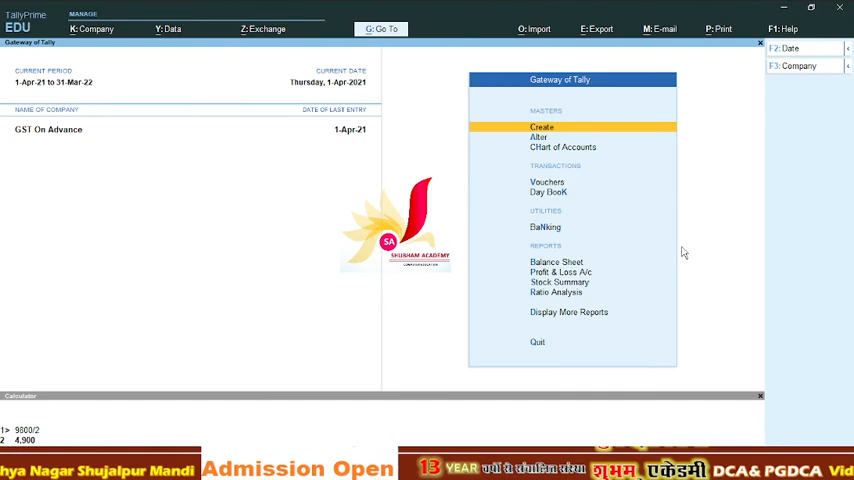 TallyPrime
EDU
MANAGE
K: Company
Y: Data
Z: Exchange
G: Go To
O: Import
E: Export
M: E-mail
P: Print
F1: Help
Gateway of Tally
F2: Date
F3: Company
CURRENT PERIOD
CURRENT DATE
1-Apr-21 to 31-Mar-22
Thursday, 1-Apr-2021
NAME OF COMPANY
DATE OF LAST ENTRY
GST On Advance
1-Apr-21
Gateway of Tally
MASTERS
Create
Alter
CHart of Accounts
TRANSACTIONS
Vouchers
Day BooK
UTILITIES
BaNking
REPORTS
Balance Sheet
Profit & Loss A/c
Stock Summary
Ratio Analysis
Display More Reports
Quit
SA
SHUBHAM ACADEMY
Calculator
1> 9800/2
2 4,900
hya Nagar Shujalpur Mandi
Admission Open
13 YEAR वर्षो से संचालित संस्था शुभम एकेडमी DCA& PGDCA Vid